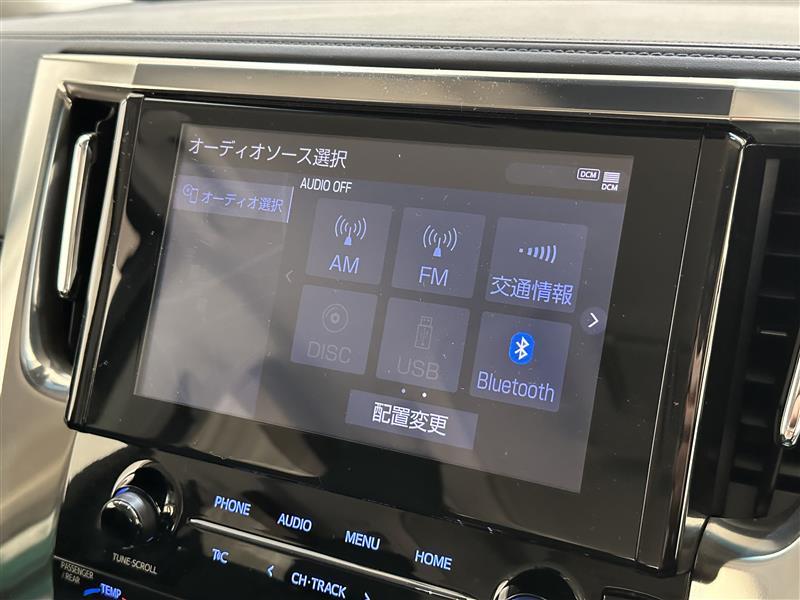 オーディオソース選択
DCM
DCM
オーディオ選択
AUDIO OFF
AM
FM
交通情報
DISC
USB
Bluetooth
配置変更
PHONE
AUDIO
MENU
HOME
TUNE·SCROLL
CH·TRACK
PASSENGER
/ REAR
TEMP